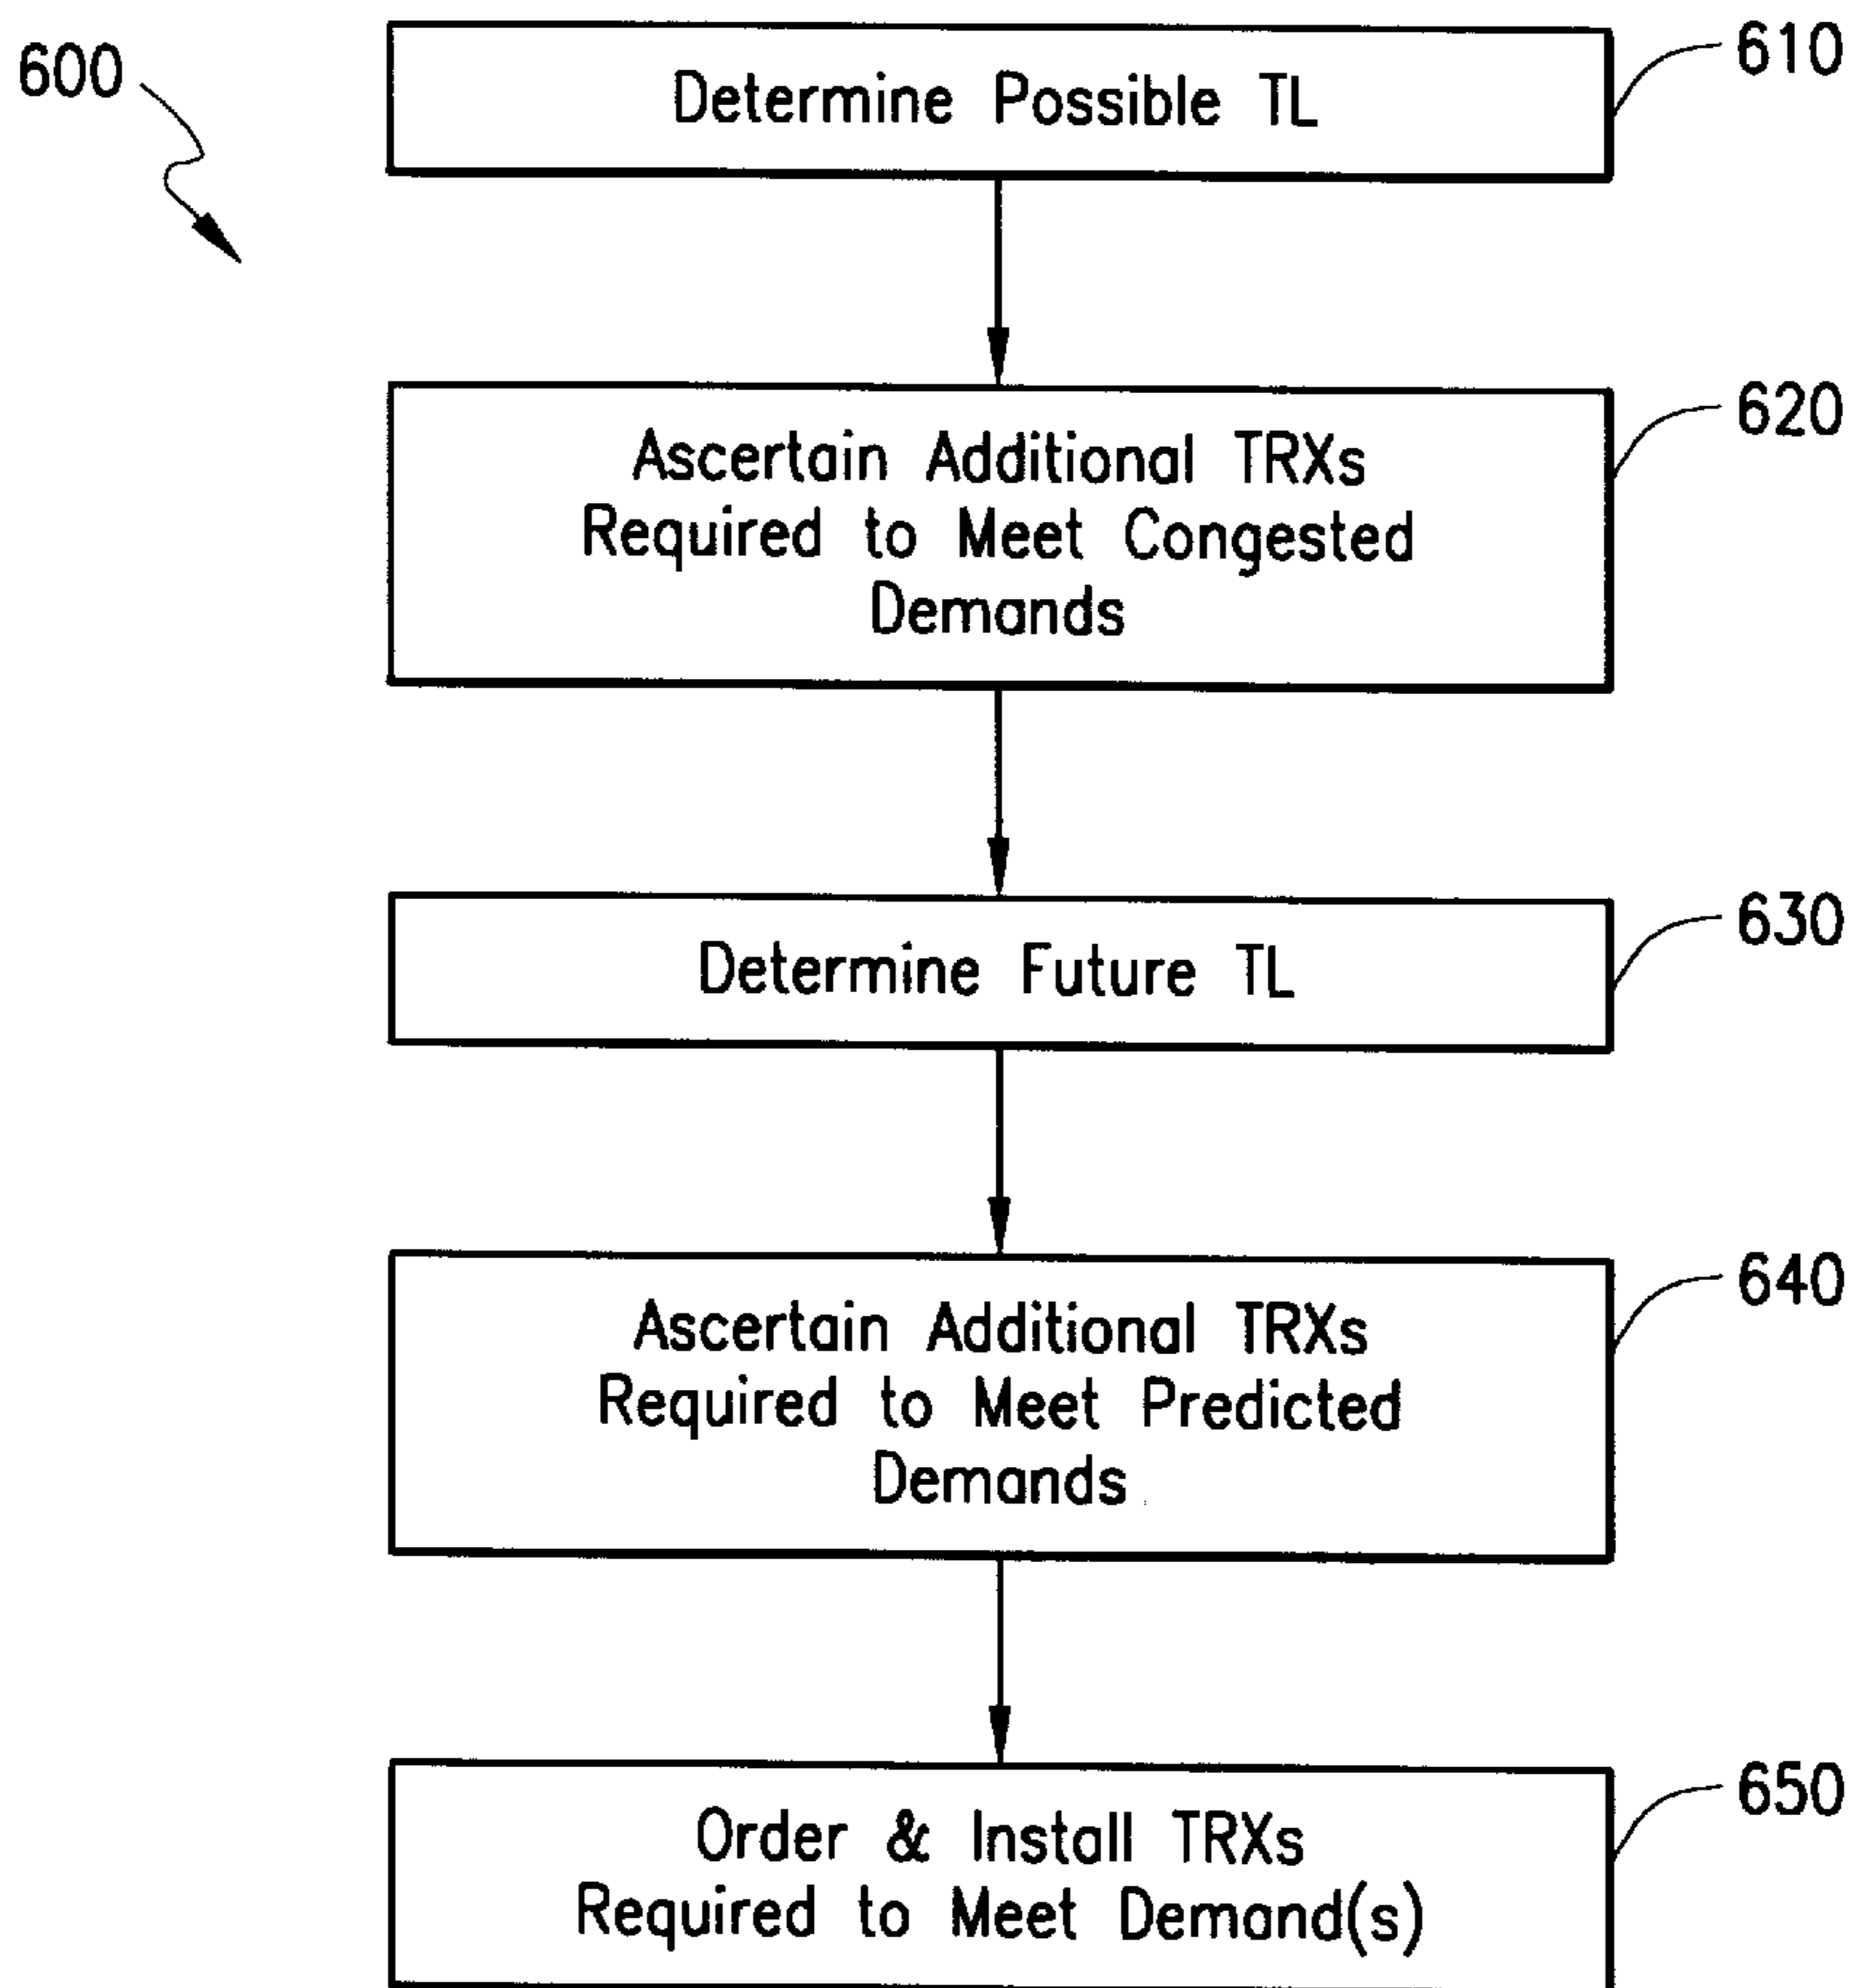 600
610
Determine Possible TL
620
Ascertain Additional TRXs
Required to Meet Congested
Demands
630
Determine Future TL
640
Ascertain Additional TRXs
Required to Meet Predicted
Demands
650
Order & Install TRXs
Required to Meet Demand(s)